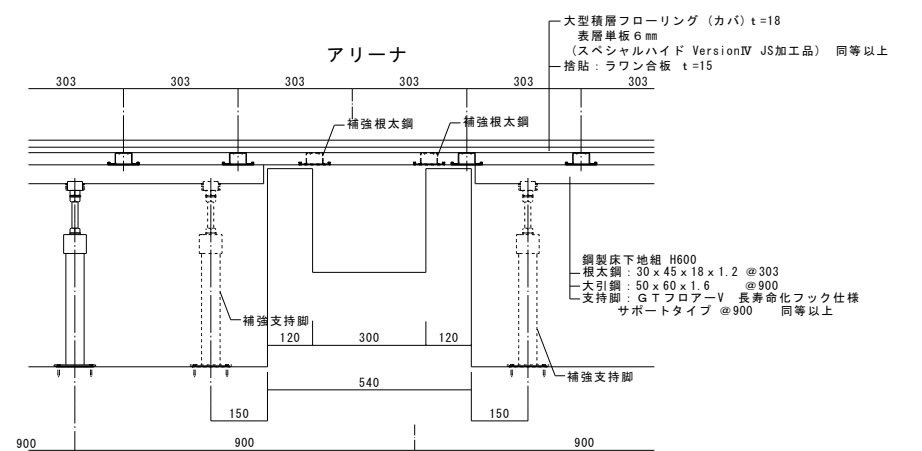 大型積層フローリング（カバ）t=18
表層単板６mm
（スペシャルハイド VersionⅣ JS加工品） 同等以上
捨貼：ラワン合板 t=15
アリーナ
303
303
303
303
303
補強根太鋼
補強根太鋼
鋼製床下地組 H600
根太鋼：30ｘ45ｘ18ｘ1.2 @303
大引鋼：50ｘ60ｘ1.6 @900
支持脚：ＧＴフロアーV 長寿命化フック仕様
サポートタイプ @900 同等以上
補強支持脚
120
300
120
補強支持脚
540
150
150
900
900
900